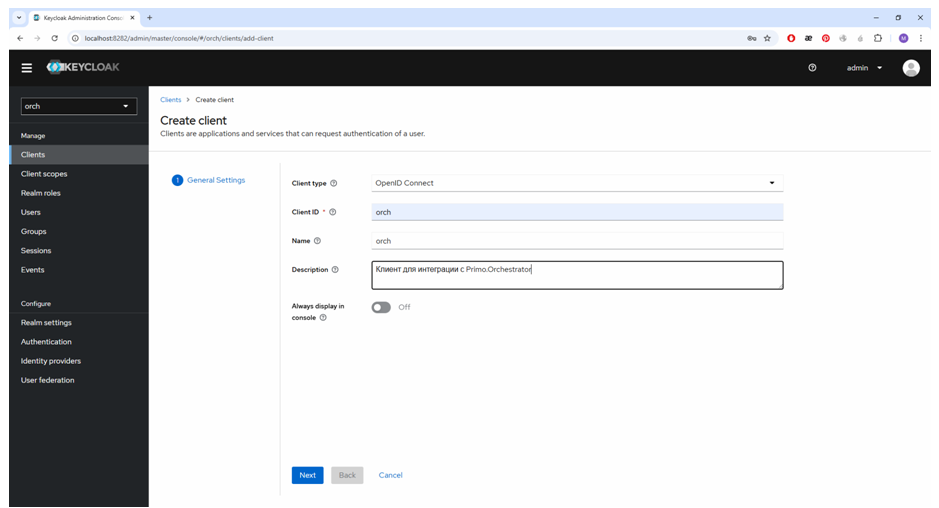 Keycloak Administration Conso
localhost:8282/admin/master/console/#/orch/clients/add-client
KEYCLOAK
admin
orch
Manage
Clients
Client scopes
Realm roles
Users
Groups
Sessions
Events
Configure
Realm settings
Authentication
Identity providers
User federation
Clients > Create client
Create client
Clients are applications and services that can request authentication of a user.
1 General Settings
Client type OpenID Connect
Client ID * orch
Name orch
Description Клиент для интеграции с Primo.Orchestrator
Always display in
console
Off
Next Back Cancel